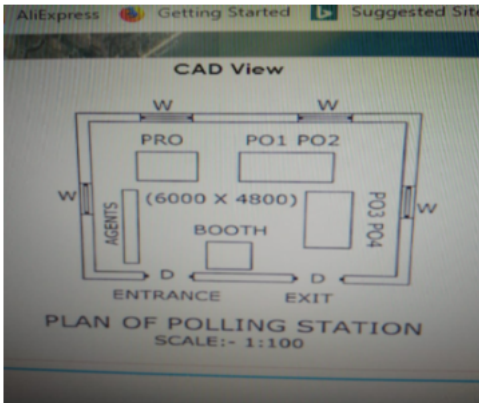 AliExpress Getting Started Suggested Site
CAD View
W W
PRO PO1 PO2
W (6000 X 4800) W
AGENTS
PO3 PO4
BOOTH
D D
ENTRANCE EXIT
PLAN OF POLLING STATION
SCALE:- 1:100